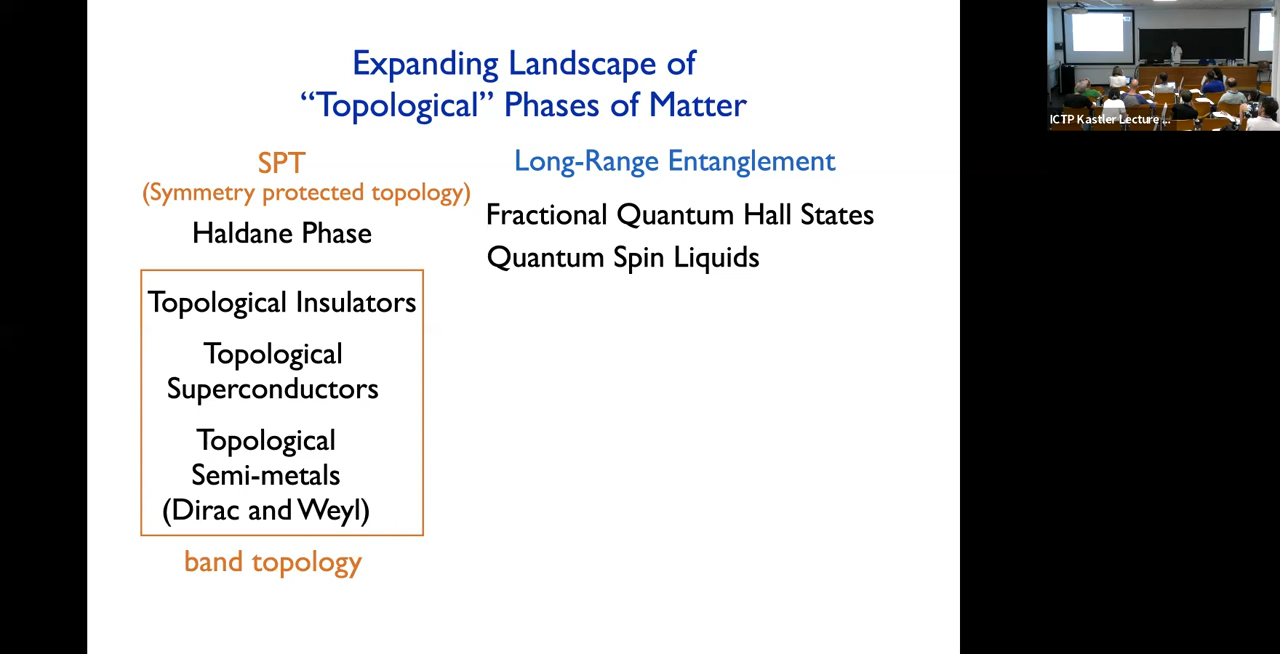 Expanding Landscape of
“Topological” Phases of Matter
SPT
(Symmetry protected topology)
Haldane Phase
Topological Insulators
Topological
Superconductors
Topological
Semi-metals
(Dirac and Weyl)
band topology
Long-Range Entanglement
Fractional Quantum Hall States
Quantum Spin Liquids
ICTP Kastler Lecture ...